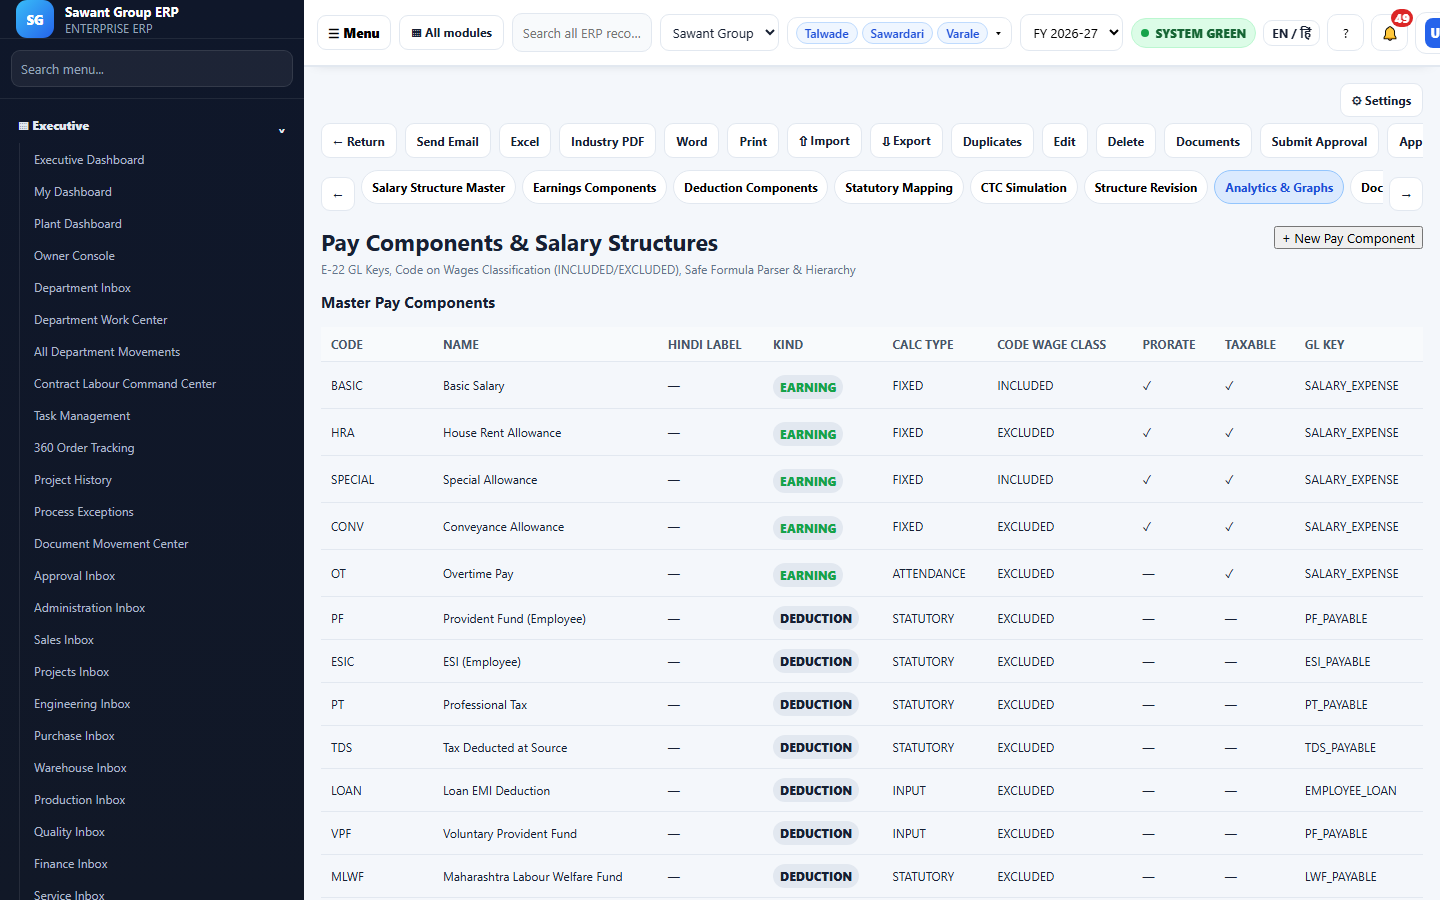 SG
Sawant Group ERP
ENTERPRISE ERP
Search menu...
Executive
Executive Dashboard
My Dashboard
Plant Dashboard
Owner Console
Department Inbox
Department Work Center
All Department Movements
Contract Labour Command Center
Task Management
360 Order Tracking
Project History
Process Exceptions
Document Movement Center
Approval Inbox
Administration Inbox
Sales Inbox
Projects Inbox
Engineering Inbox
Purchase Inbox
Warehouse Inbox
Production Inbox
Quality Inbox
Finance Inbox
Service Inbox
☰ Menu
All modules
Search all ERP reco...
Sawant Group
Talwade Sawardari Varale
FY 2026-27
SYSTEM GREEN
EN / हिं
?
49
U
⚙ Settings
← Return
Send Email
Excel
Industry PDF
Word
Print
⇧ Import
⇩ Export
Duplicates
Edit
Delete
Documents
Submit Approval
App
←
Salary Structure Master
Earnings Components
Deduction Components
Statutory Mapping
CTC Simulation
Structure Revision
Analytics & Graphs
Doc
→
Pay Components & Salary Structures
+ New Pay Component
E-22 GL Keys, Code on Wages Classification (INCLUDED/EXCLUDED), Safe Formula Parser & Hierarchy
Master Pay Components
CODE NAME HINDI LABEL KIND CALC TYPE CODE WAGE CLASS PRORATE TAXABLE GL KEY
BASIC Basic Salary — EARNING FIXED INCLUDED ✓ ✓ SALARY_EXPENSE
HRA House Rent Allowance — EARNING FIXED EXCLUDED ✓ ✓ SALARY_EXPENSE
SPECIAL Special Allowance — EARNING FIXED INCLUDED ✓ ✓ SALARY_EXPENSE
CONV Conveyance Allowance — EARNING FIXED EXCLUDED ✓ ✓ SALARY_EXPENSE
OT Overtime Pay — EARNING ATTENDANCE EXCLUDED — ✓ SALARY_EXPENSE
PF Provident Fund (Employee) — DEDUCTION STATUTORY EXCLUDED — — PF_PAYABLE
ESIC ESI (Employee) — DEDUCTION STATUTORY EXCLUDED — — ESI_PAYABLE
PT Professional Tax — DEDUCTION STATUTORY EXCLUDED — — PT_PAYABLE
TDS Tax Deducted at Source — DEDUCTION STATUTORY EXCLUDED — — TDS_PAYABLE
LOAN Loan EMI Deduction — DEDUCTION INPUT EXCLUDED — — EMPLOYEE_LOAN
VPF Voluntary Provident Fund — DEDUCTION INPUT EXCLUDED — — PF_PAYABLE
MLWF Maharashtra Labour Welfare Fund — DEDUCTION STATUTORY EXCLUDED — — LWF_PAYABLE